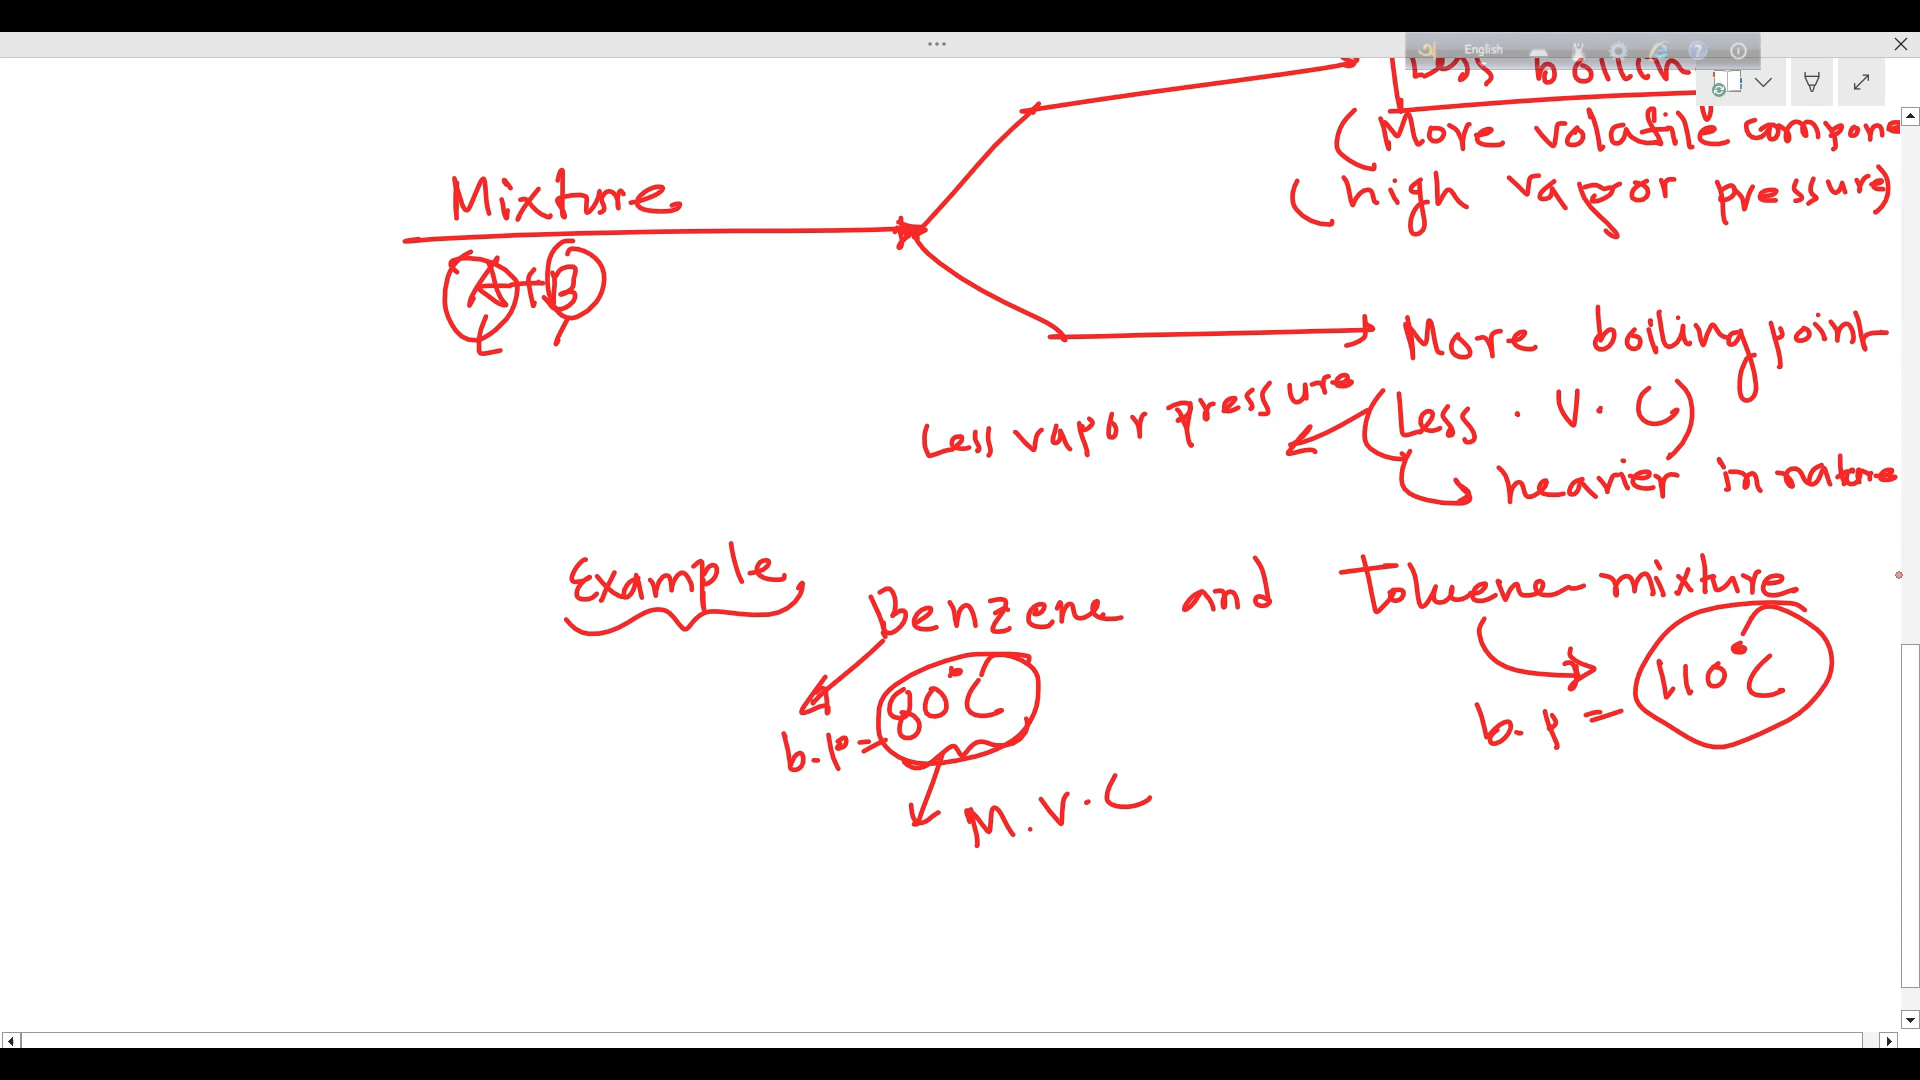 English
Less boilin
(More volatile compone
Mixture
(high vapor pressure)
A+B
More boiling point
Less vapor pressure
(Less . V. C)
heavier in nature
Example
Benzene and Toluene mixture
80°C
110°C
b.p=
b.p=
M.V.C